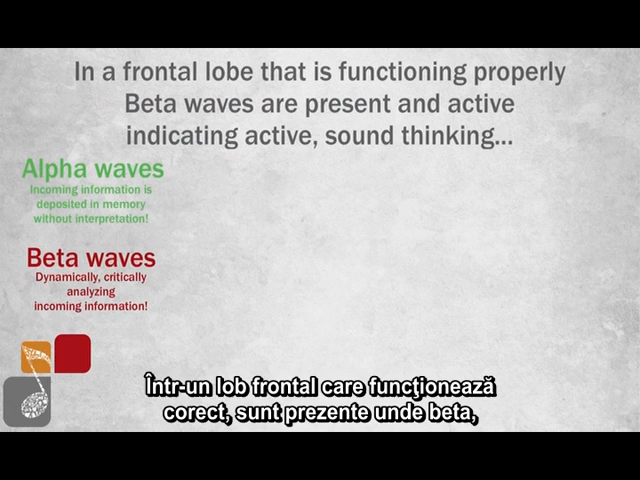 In a frontal lobe that is functioning properly
Beta waves are present and active
indicating active, sound thinking...
Alpha waves
Incoming information is
deposited in memory
without interpretation!
Beta waves
Dynamically, critically
analyzing
incoming information!
Într-un lob frontal care funcţionează
corect, sunt prezente unde beta,